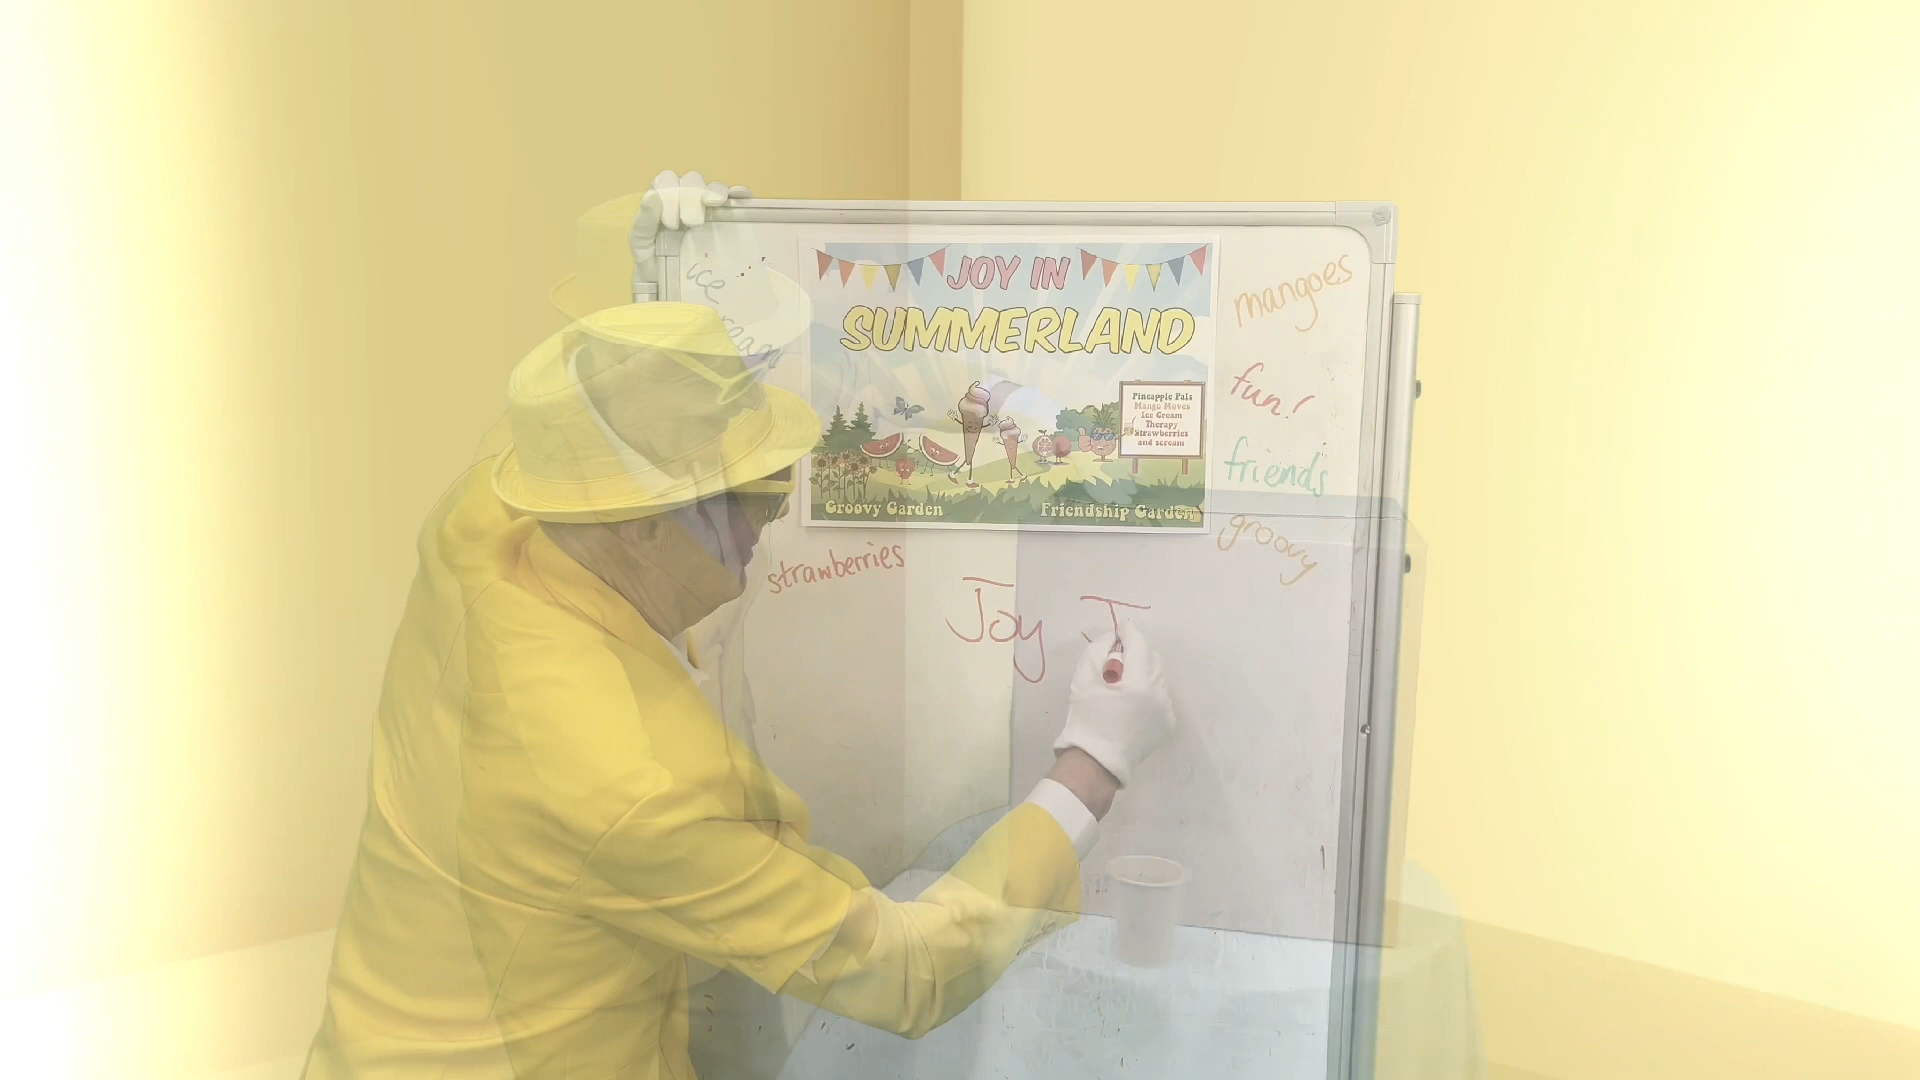 ice
cream
JOY IN
SUMMERLAND
Pineapple Pals
Mango Moves
Ice Cream
Therapy
Strawberries
and scream
Groovy Garden
Friendship Garden
mangoes
fun!
friends
groovy
strawberries
Joy T